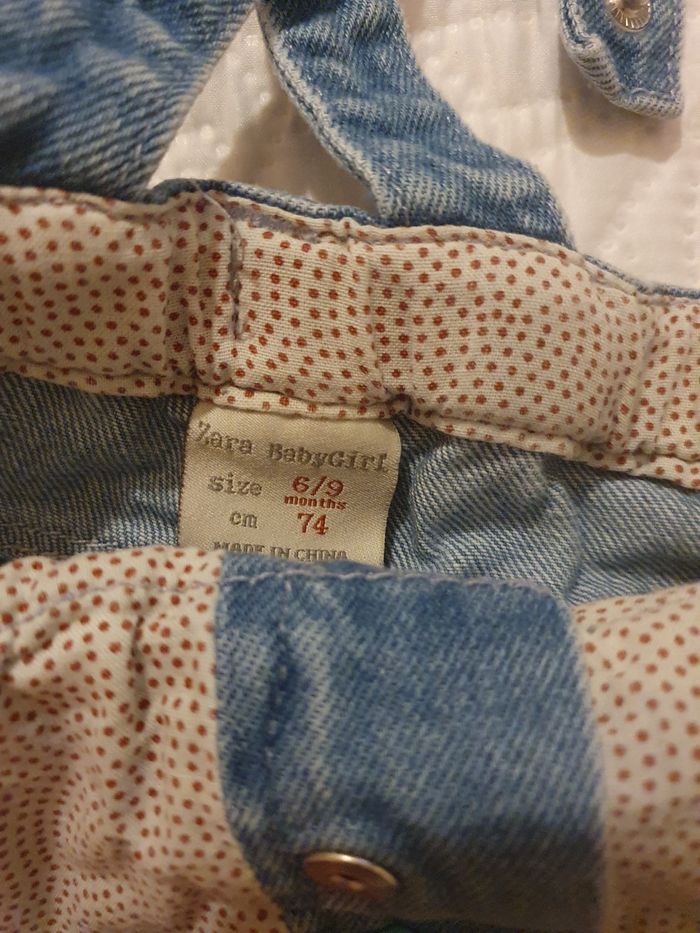 Zara BabyGirl
size 6/9
months
cm 74
MADE IN CHINA